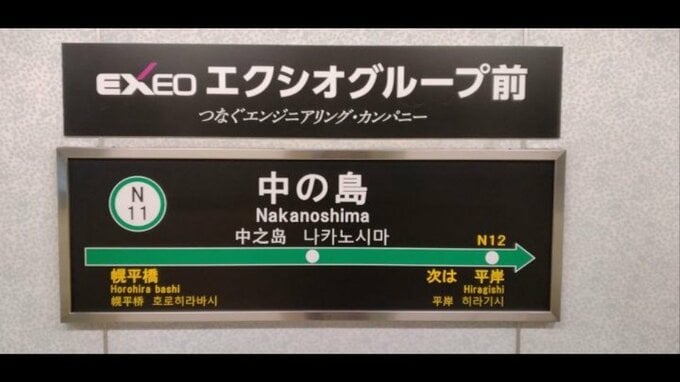 EXEO エクシオグループ前
つなぐエンジニアリング・カンパニー
N
11
中の島
Nakanoshima
中之岛 나카노시마
N12
幌平橋
Horohira bashi
幌平桥 호로히라바시
次は 平岸
Hiragishi
平岸 히라기시